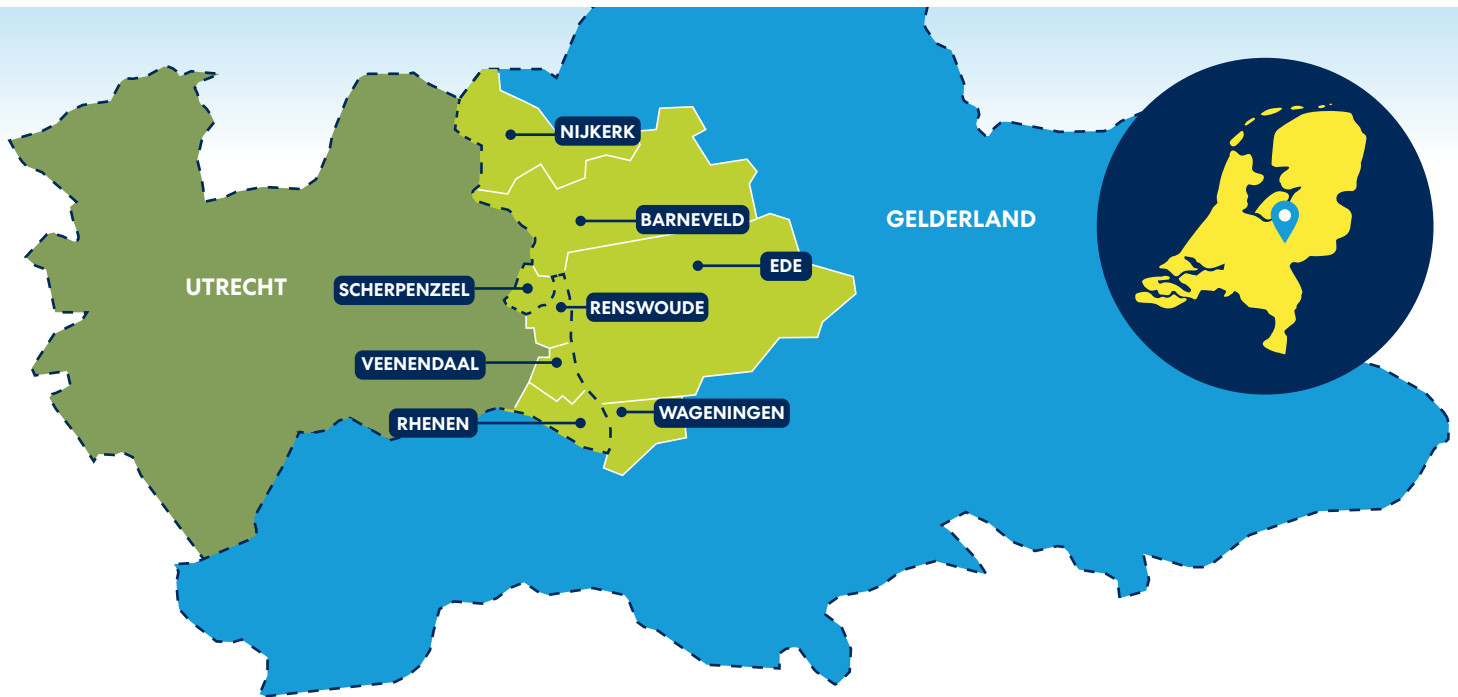 NIJKERK
BARNEVELD
GELDERLAND
EDE
UTRECHT
SCHERPENZEEL
RENSWOUDE
VEENENDAAL
WAGENINGEN
RHENEN